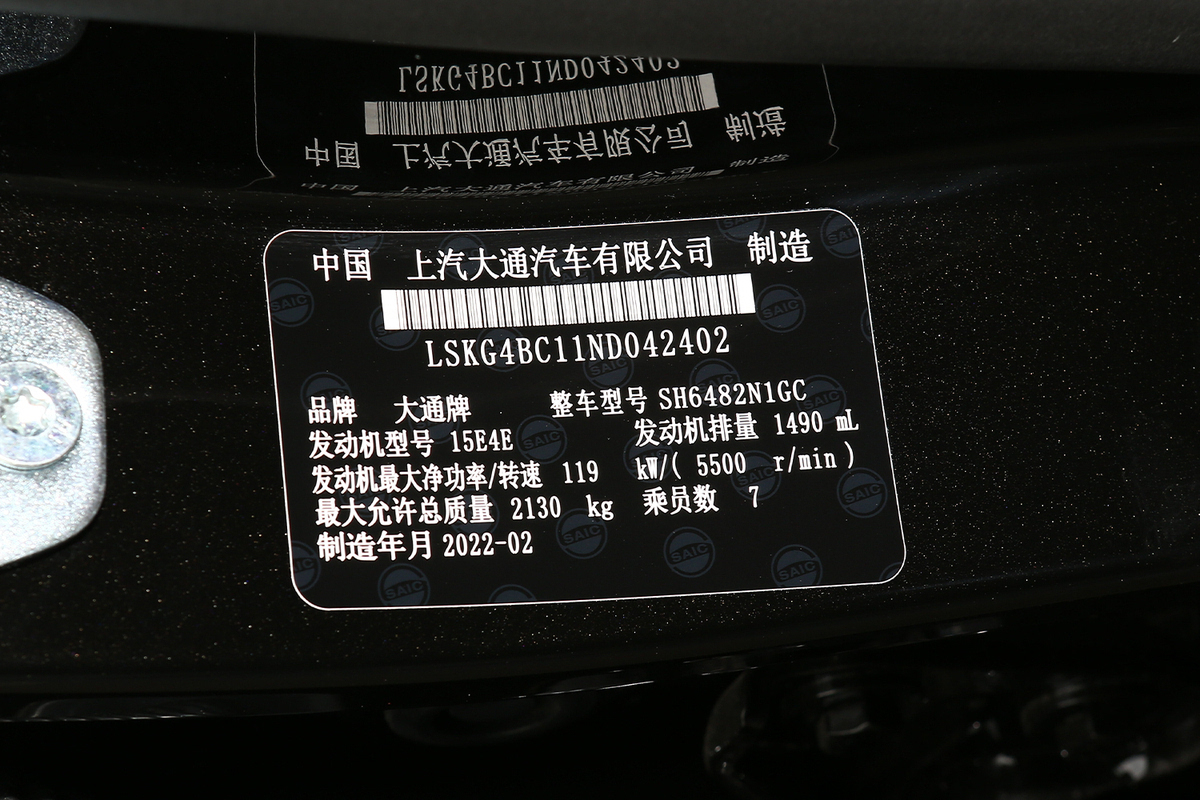 中国 上汽大通汽车有限公司 制造
LSKG4BC11ND042402
品牌 大通牌 整车型号 SH6482N1GC
发动机型号 15E4E 发动机排量 1490 mL
发动机最大净功率/转速 119 kW/( 5500 r/min )
最大允许总质量 2130 kg 乘员数 7
制造年月 2022-02
SAIC